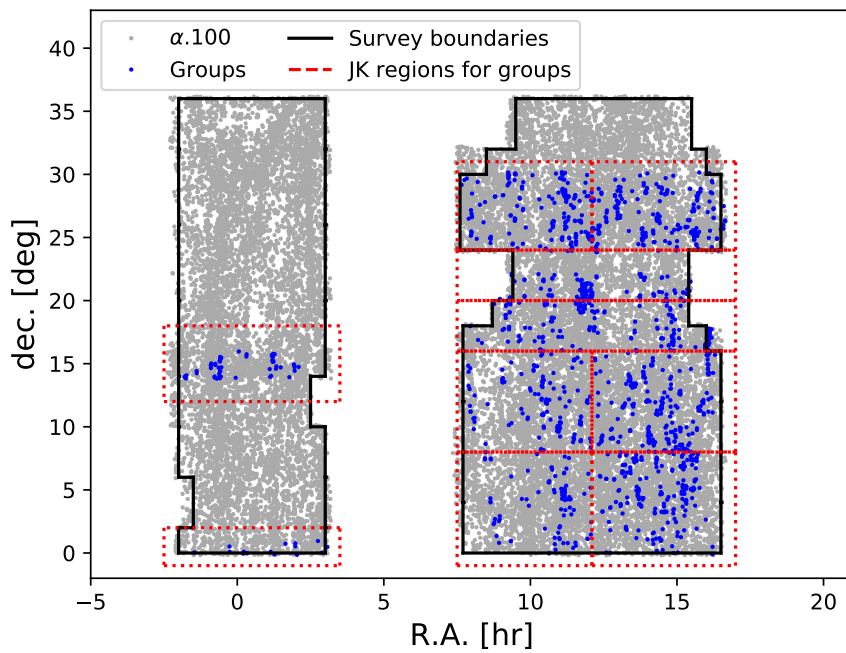 α.100
Groups
Survey boundaries
JK regions for groups
40
35
30
25
20
15
10
5
0
dec. [deg]
−5
0
5
10
15
20
R.A. [hr]